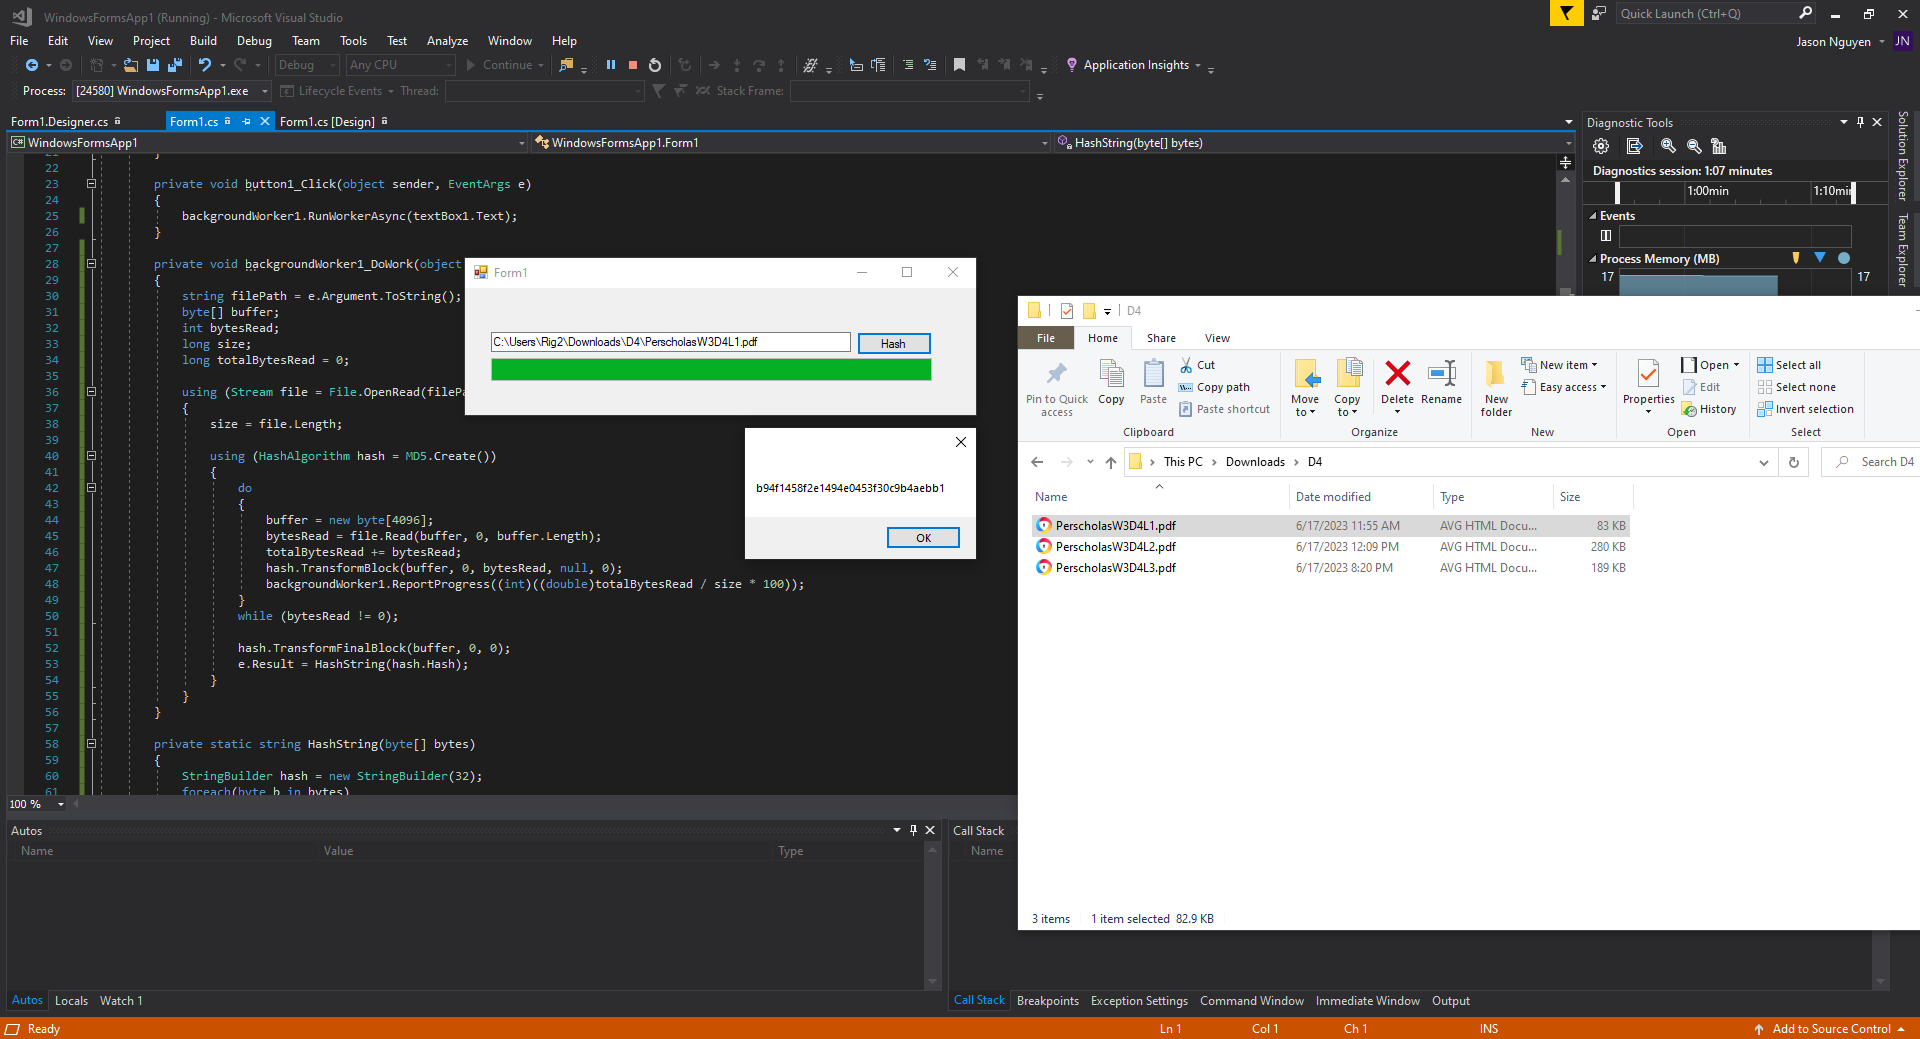 WindowsFormsApp1 (Running) - Microsoft Visual Studio
Quick Launch (Ctrl+Q)
File Edit View Project Build Debug Team Tools Test Analyze Window Help
Jason Nguyen JN
Debug Any CPU Continue Application Insights
Process: [24580] WindowsFormsApp1.exe Lifecycle Events Thread: Stack Frame:
Form1.Designer.cs Form1.cs Form1.cs [Design]
C# WindowsFormsApp1 WindowsFormsApp1.Form1 HashString(byte[] bytes)
21 }
22
23 private void button1_Click(object sender, EventArgs e)
24 {
25 backgroundWorker1.RunWorkerAsync(textBox1.Text);
26 }
27
28 private void backgroundWorker1_DoWork(object
29 {
30 string filePath = e.Argument.ToString();
31 byte[] buffer;
32 int bytesRead;
33 long size;
34 long totalBytesRead = 0;
35
36 using (Stream file = File.OpenRead(filePa
37 {
38 size = file.Length;
39
40 using (HashAlgorithm hash = MD5.Create())
41 {
42 do
43 {
44 buffer = new byte[4096];
45 bytesRead = file.Read(buffer, 0, buffer.Length);
46 totalBytesRead += bytesRead;
47 hash.TransformBlock(buffer, 0, bytesRead, null, 0);
48 backgroundWorker1.ReportProgress((int)((double)totalBytesRead / size * 100));
49 }
50 while (bytesRead != 0);
51
52 hash.TransformFinalBlock(buffer, 0, 0);
53 e.Result = HashString(hash.Hash);
54 }
55 }
56 }
57
58 private static string HashString(byte[] bytes)
59 {
60 StringBuilder hash = new StringBuilder(32);
61 foreach(byte b in bytes)
100 %
Form1
C:\Users\Rig2\Downloads\D4\PerscholasW3D4L1.pdf
Hash
b94f1458f2e1494e0453f30c9b4aebb1
OK
Diagnostic Tools
Diagnostics session: 1:07 minutes
1:00min 1:10min
Events
Process Memory (MB)
17 17
Solution Explorer
Team Explorer
D4
File Home Share View
Pin to Quick access
Copy
Paste
Cut
Copy path
Paste shortcut
Clipboard
Move to
Copy to
Delete
Rename
Organize
New folder
New item
Easy access
New
Properties
Open
Edit
History
Open
Select all
Select none
Invert selection
Select
This PC Downloads D4
Search D4
Name Date modified Type Size
PerscholasW3D4L1.pdf 6/17/2023 11:55 AM AVG HTML Docu... 83 KB
PerscholasW3D4L2.pdf 6/17/2023 12:09 PM AVG HTML Docu... 280 KB
PerscholasW3D4L3.pdf 6/17/2023 8:20 PM AVG HTML Docu... 189 KB
3 items 1 item selected 82.9 KB
Autos
Name Value Type
Call Stack
Name
Autos Locals Watch 1
Call Stack Breakpoints Exception Settings Command Window Immediate Window Output
Ready Ln 1 Col 1 Ch 1 INS Add to Source Control